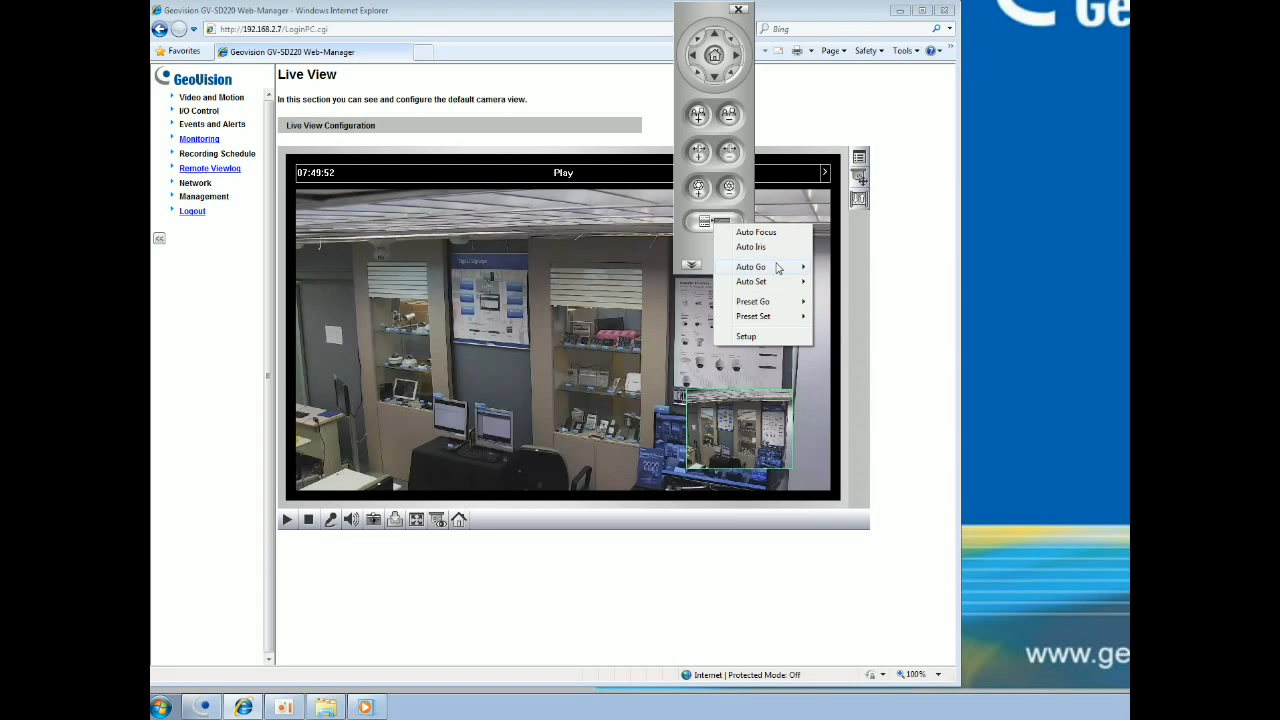 Geovision GV-SD220 Web-Manager - Windows Internet Explorer
http://192.168.2.7/LoginPC.cgi
Bing
Favorites
Geovision GV-SD220 Web-Manager
Page
Safety
Tools
GeoVision
Video and Motion
I/O Control
Events and Alerts
Monitoring
Recording Schedule
Remote Viewlog
Network
Management
Logout
Live View
In this section you can see and configure the default camera view.
Live View Configuration
07:49:52
Play
Auto Focus
Auto Iris
Auto Go
Auto Set
Preset Go
Preset Set
Setup
Internet | Protected Mode: Off
100%
Ge
www.ge